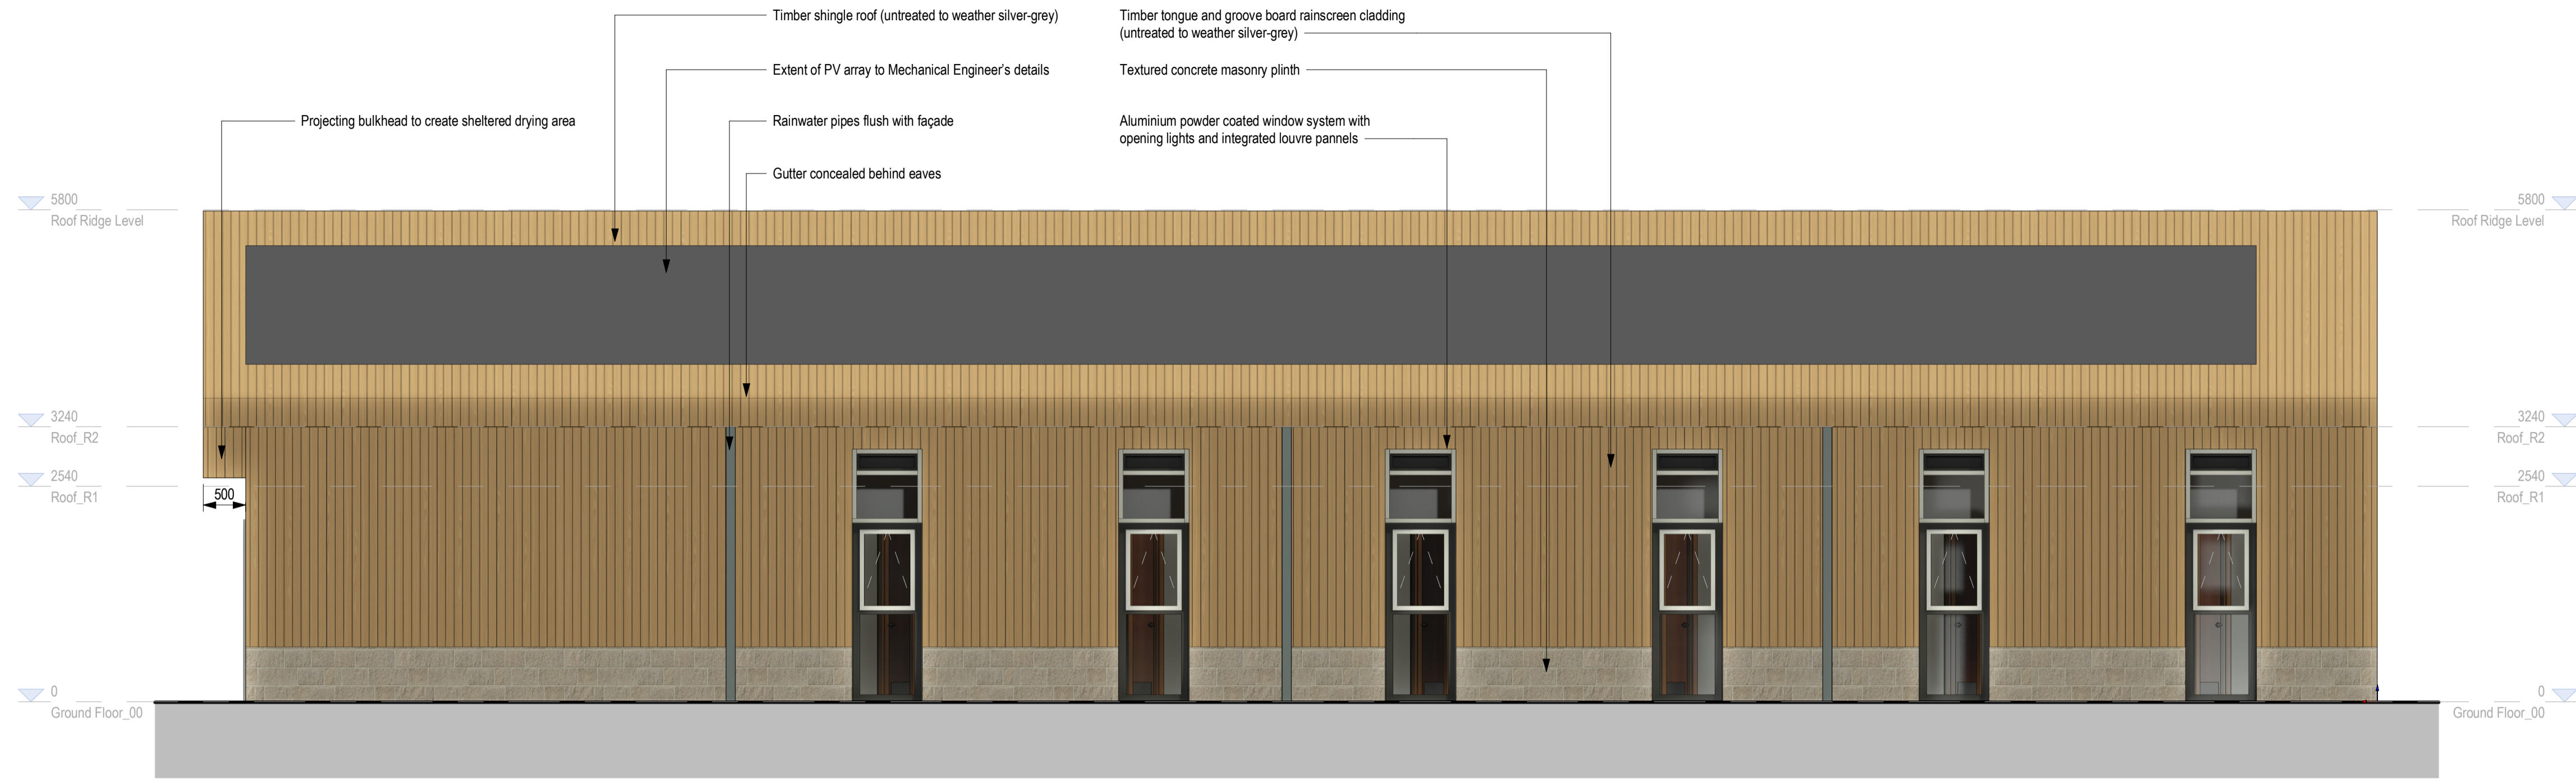 Timber shingle roof (untreated to weather silver-grey)
Extent of PV array to Mechanical Engineer's details
Projecting bulkhead to create sheltered drying area
Rainwater pipes flush with façade
Gutter concealed behind eaves
Timber tongue and groove board rainscreen cladding
(untreated to weather silver-grey)
Textured concrete masonry plinth
Aluminium powder coated window system with
opening lights and integrated louvre pannels
5800
Roof Ridge Level
3240
Roof_R2
2540
Roof_R1
500
0
Ground Floor_00
5800
Roof Ridge Level
3240
Roof_R2
2540
Roof_R1
0
Ground Floor_00